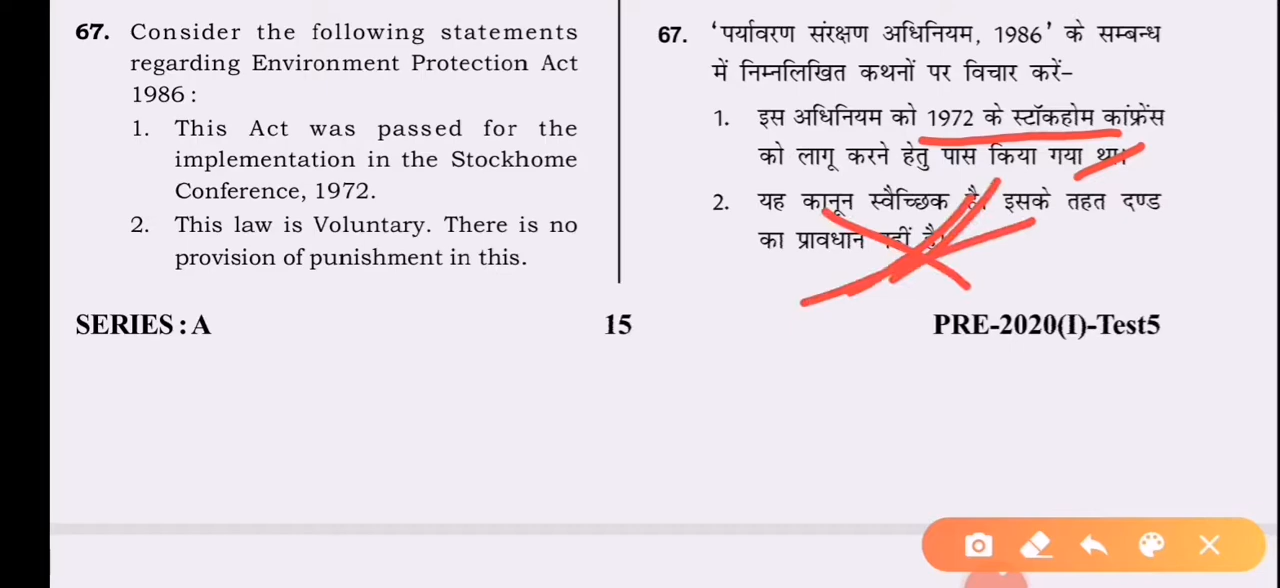 67. Consider the following statements
regarding Environment Protection Act
1986 :
1. This Act was passed for the
implementation in the Stockhome
Conference, 1972.
2. This law is Voluntary. There is no
provision of punishment in this.
67. ‘पर्यावरण संरक्षण अधिनियम, 1986’ के सम्बन्ध
में निम्नलिखित कथनों पर विचार करें–
1. इस अधिनियम को 1972 के स्टॉकहोम कांफ्रेंस
को लागू करने हेतु पास किया गया था।
2. यह कानून स्वैच्छिक है। इसके तहत दण्ड
का प्रावधान नहीं है।
SERIES : A 15 PRE-2020(I)-Test5